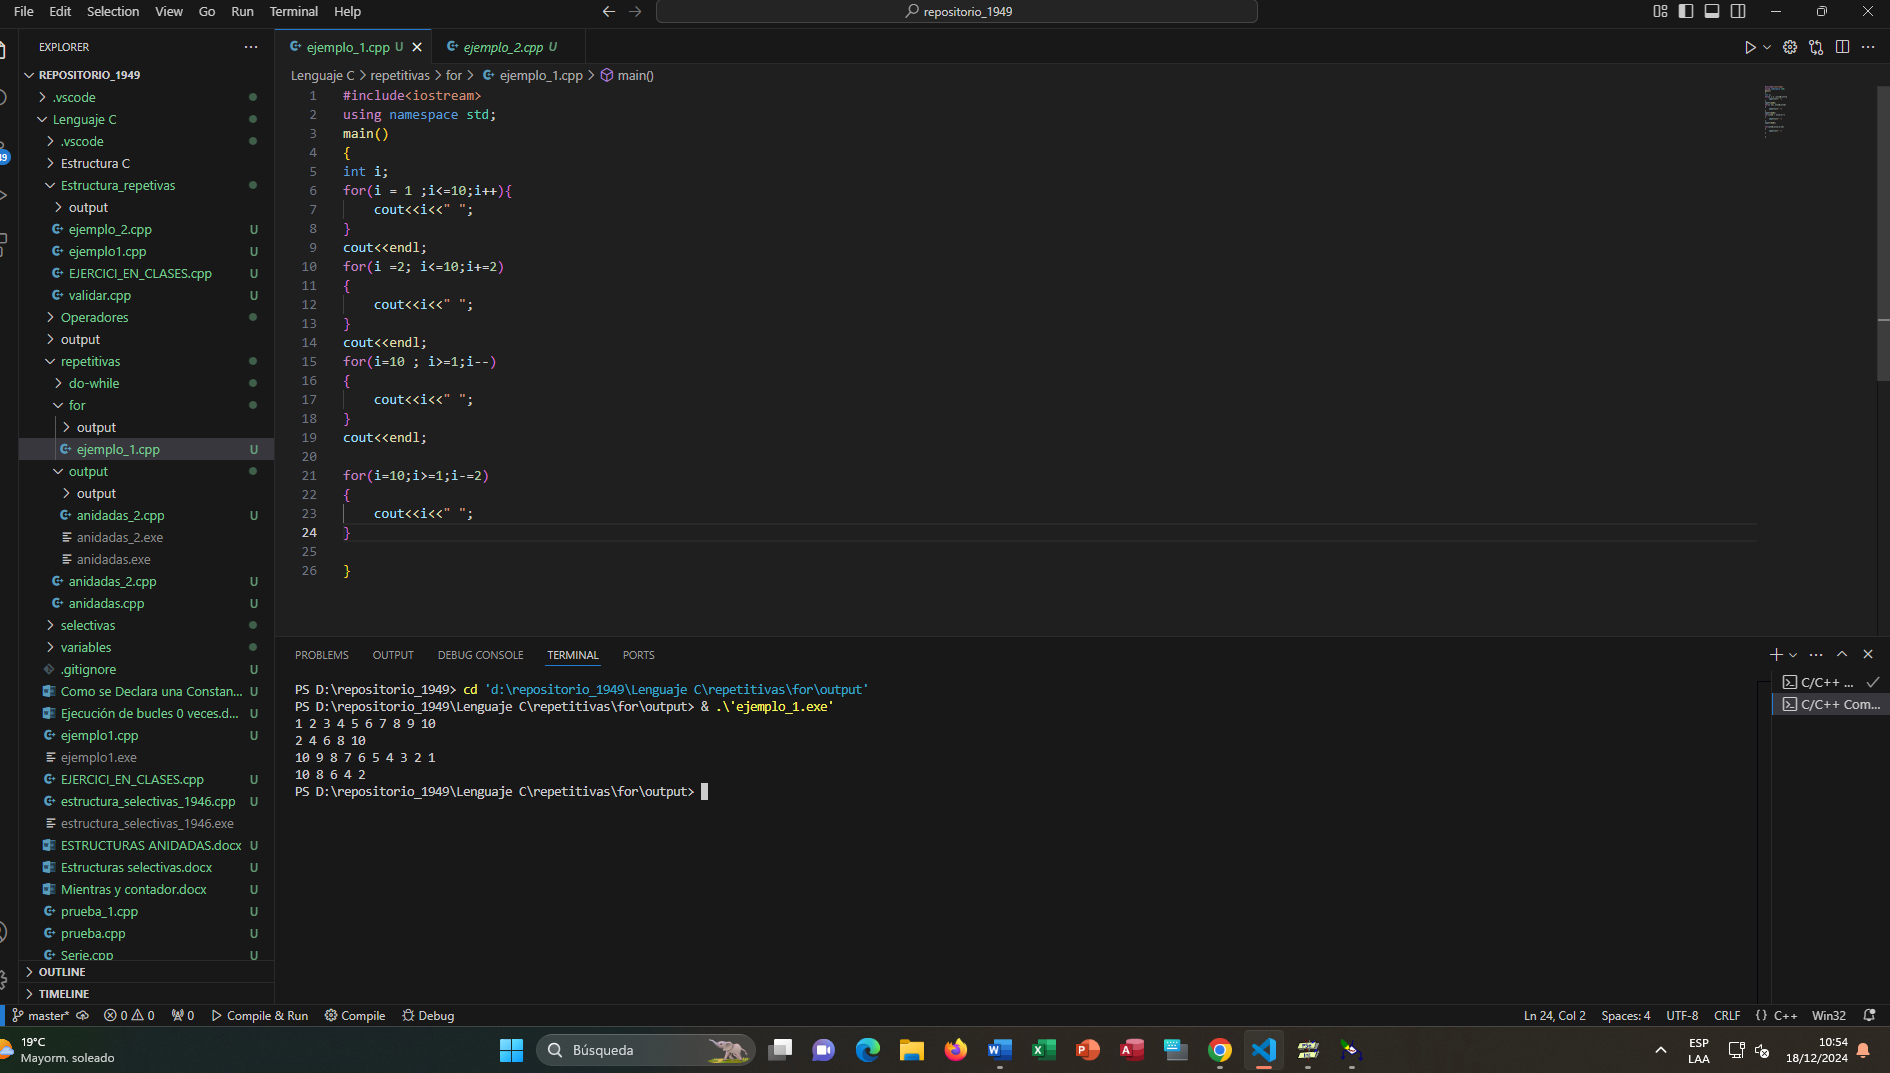 File Edit Selection View Go Run Terminal Help
repositorio_1949
EXPLORER
REPOSITORIO_1949
.vscode
Lenguaje C
.vscode
Estructura C
Estructura_repetivas
output
ejemplo_2.cpp U
ejemplo1.cpp U
EJERCICI_EN_CLASES.cpp U
validar.cpp U
Operadores
output
repetitivas
do-while
for
output
ejemplo_1.cpp U
output
output
anidadas_2.cpp U
anidadas_2.exe
anidadas.exe
anidadas_2.cpp U
anidadas.cpp U
selectivas
variables
.gitignore U
Como se Declara una Constan... U
Ejecución de bucles 0 veces.d... U
ejemplo1.cpp U
ejemplo1.exe
EJERCICI_EN_CLASES.cpp U
estructura_selectivas_1946.cpp U
estructura_selectivas_1946.exe
ESTRUCTURAS ANIDADAS.docx U
Estructuras selectivas.docx U
Mientras y contador.docx U
prueba_1.cpp U
prueba.cpp U
Serie.cpp U
OUTLINE
TIMELINE
ejemplo_1.cpp U
ejemplo_2.cpp U
Lenguaje C > repetitivas > for > ejemplo_1.cpp > main()
1 #include<iostream>
2 using namespace std;
3 main()
4 {
5 int i;
6 for(i = 1 ;i<=10;i++){
7     cout<<i<<" ";
8 }
9 cout<<endl;
10 for(i =2; i<=10;i+=2)
11 {
12     cout<<i<<" ";
13 }
14 cout<<endl;
15 for(i=10 ; i>=1;i--)
16 {
17     cout<<i<<" ";
18 }
19 cout<<endl;
20
21 for(i=10;i>=1;i-=2)
22 {
23     cout<<i<<" ";
24 }
25
26 }
PROBLEMS OUTPUT DEBUG CONSOLE TERMINAL PORTS
PS D:\repositorio_1949> cd 'd:\repositorio_1949\Lenguaje C\repetitivas\for\output'
PS D:\repositorio_1949\Lenguaje C\repetitivas\for\output> & .\'ejemplo_1.exe'
1 2 3 4 5 6 7 8 9 10
2 4 6 8 10
10 9 8 7 6 5 4 3 2 1
10 8 6 4 2
PS D:\repositorio_1949\Lenguaje C\repetitivas\for\output>
C/C++ ...
C/C++ Com...
master* 0 0 0 Compile & Run Compile Debug
Ln 24, Col 2 Spaces: 4 UTF-8 CRLF {} C++ Win32
19°C
Mayorm. soleado
Búsqueda
ESP
LAA
10:54
18/12/2024